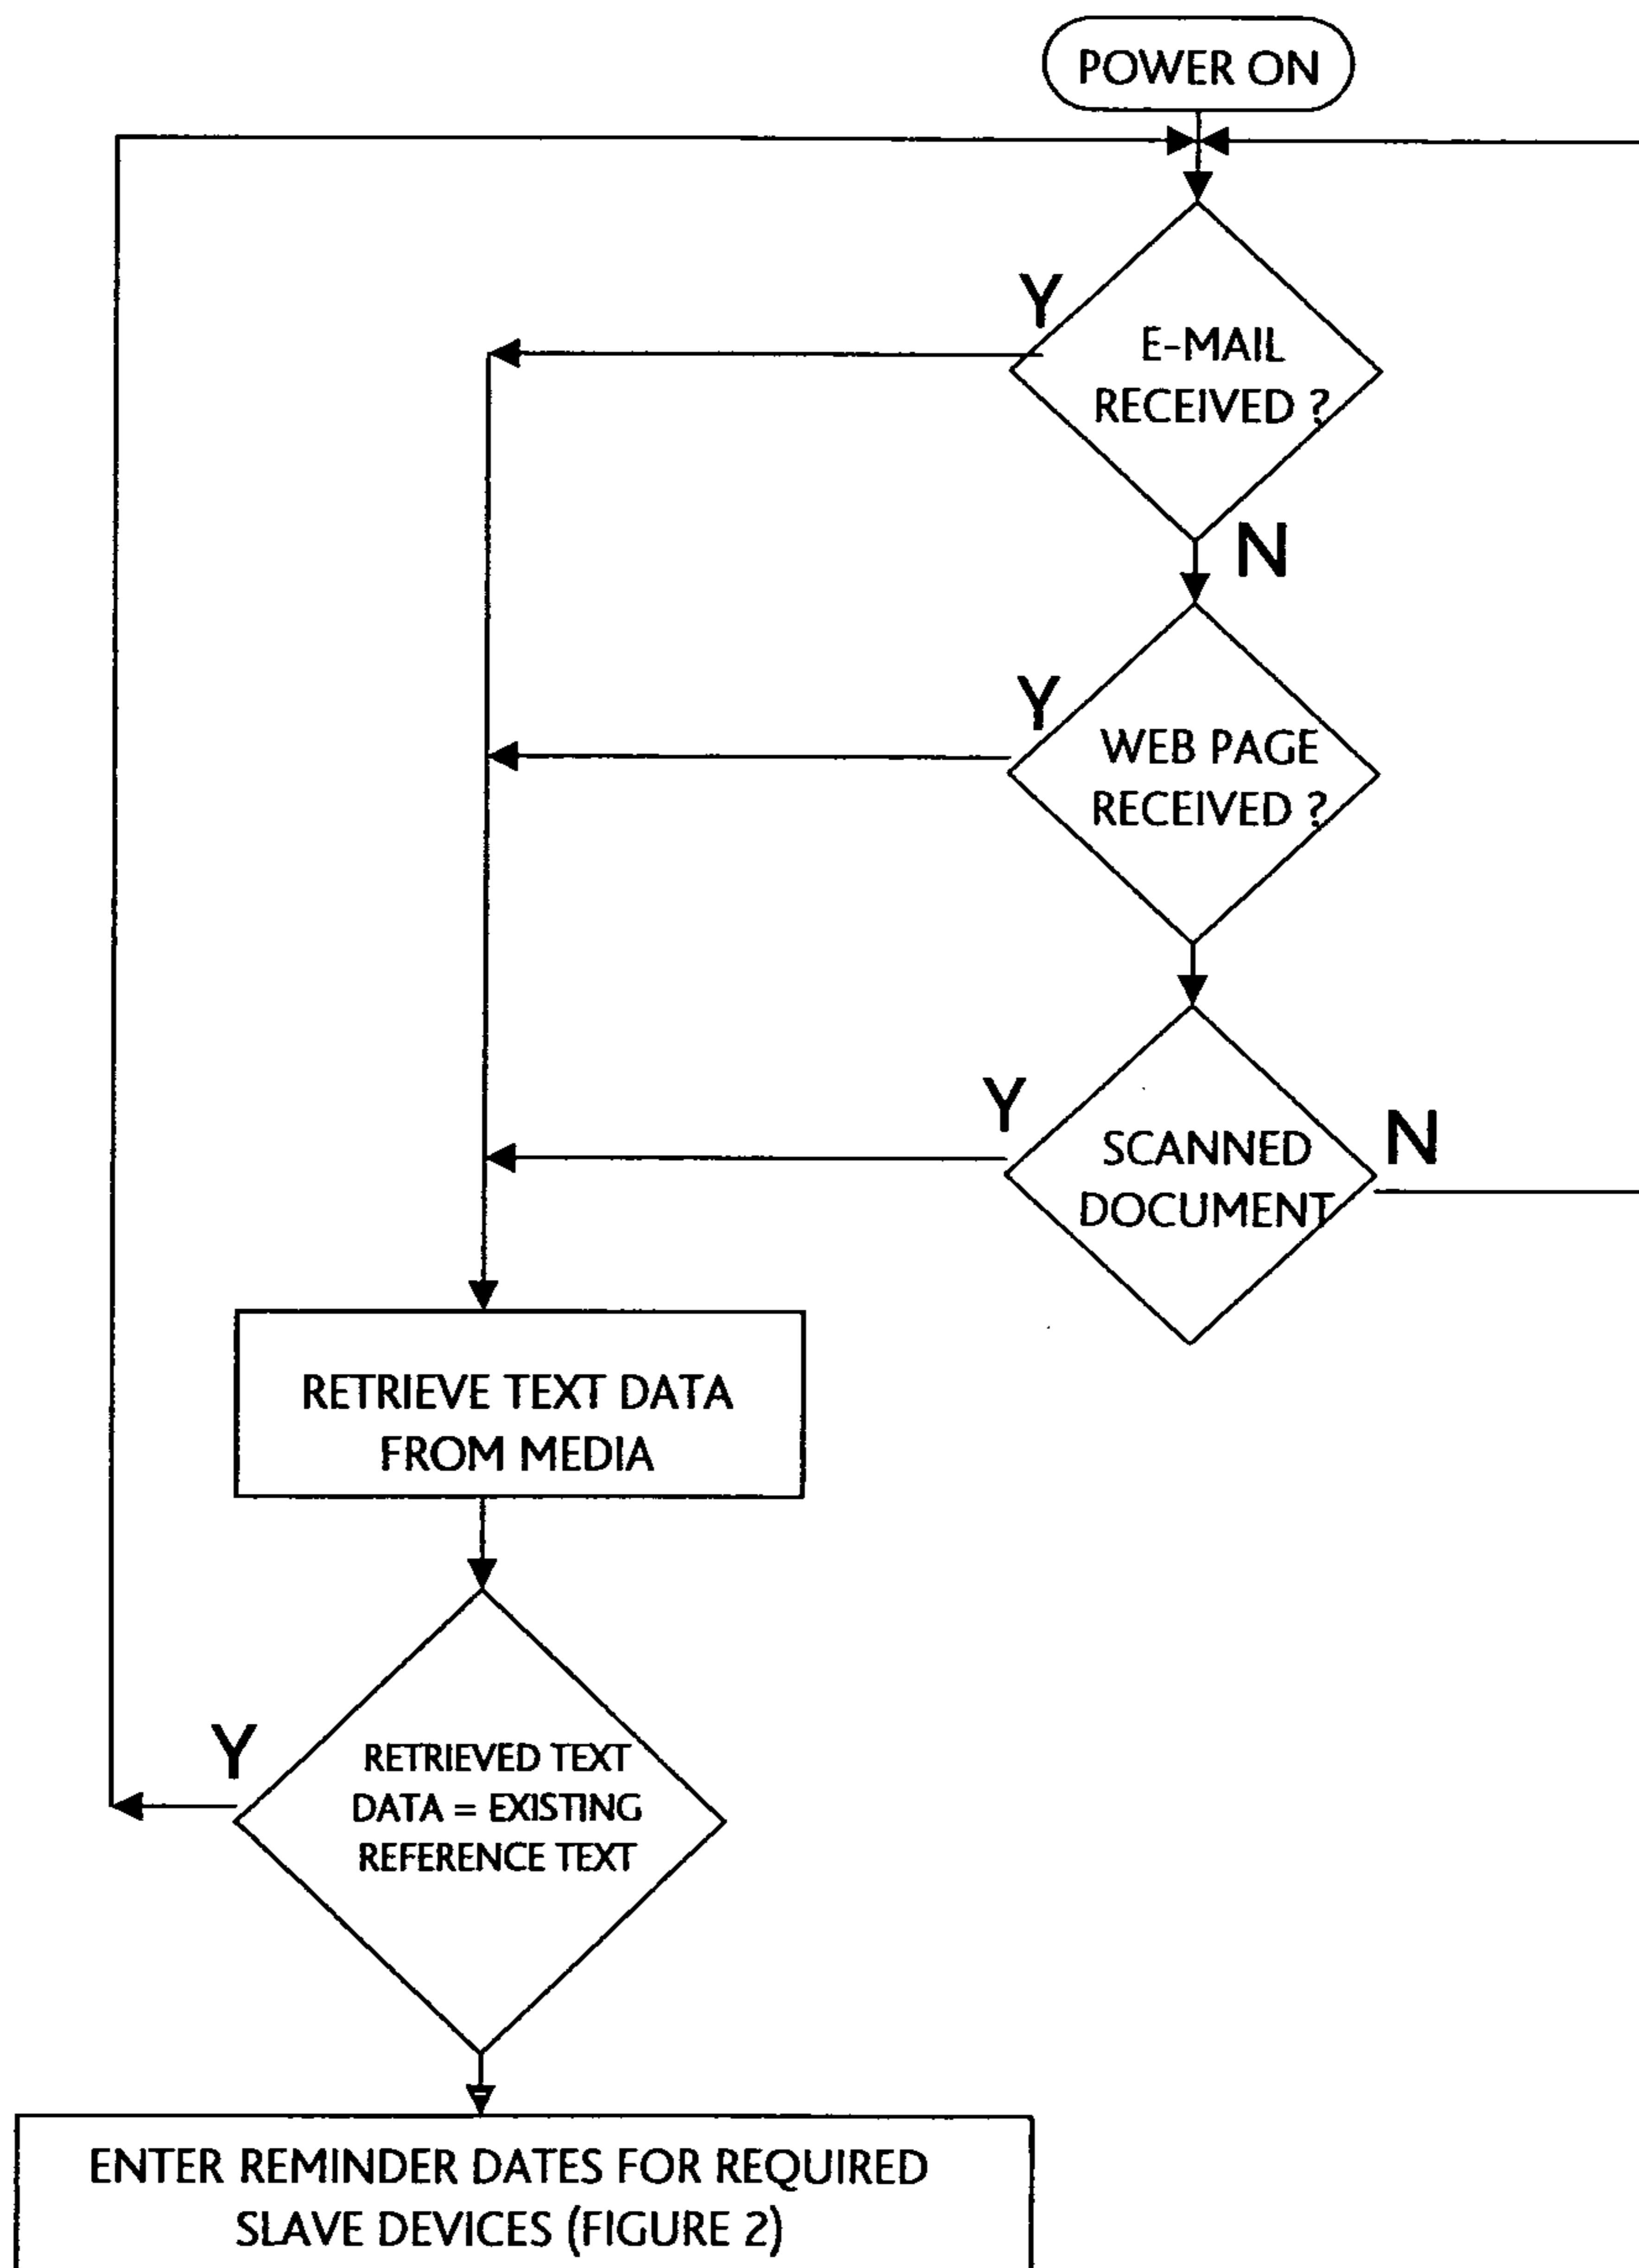 POWER ON
Y
E-MAIL
RECEIVED ?
N
Y
WEB PAGE
RECEIVED ?
Y
SCANNED
DOCUMENT
N
RETRIEVE TEXT DATA
FROM MEDIA
Y
RETRIEVED TEXT
DATA = EXISTING
REFERENCE TEXT
ENTER REMINDER DATES FOR REQUIRED
SLAVE DEVICES (FIGURE 2)